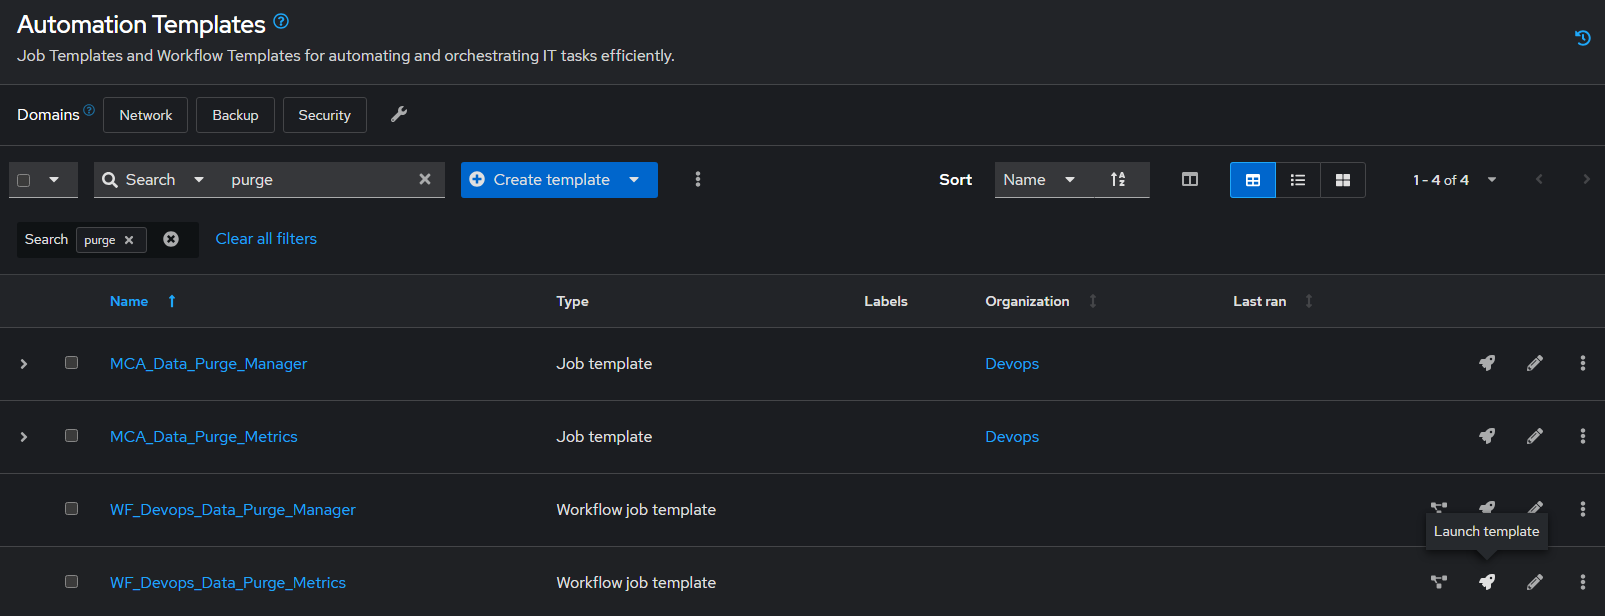 Automation Templates
Job Templates and Workflow Templates for automating and orchestrating IT tasks efficiently.
Domains Network Backup Security
Search purge Create template Sort Name 1 - 4 of 4
Search purge Clear all filters
Name Type Labels Organization Last ran
MCA_Data_Purge_Manager Job template Devops
MCA_Data_Purge_Metrics Job template Devops
WF_Devops_Data_Purge_Manager Workflow job template
Launch template
WF_Devops_Data_Purge_Metrics Workflow job template